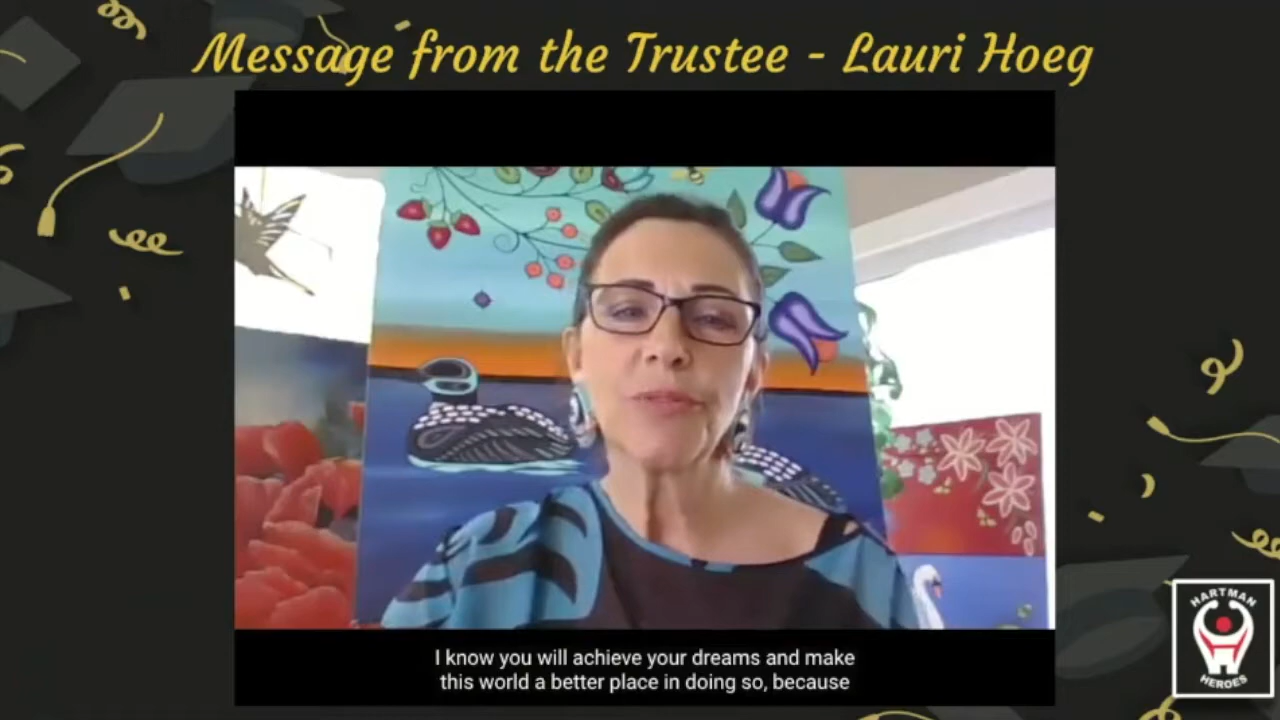 Message from the Trustee - Lauri Hoeg
I know you will achieve your dreams and make
this world a better place in doing so, because
HARTMAN
HEROES